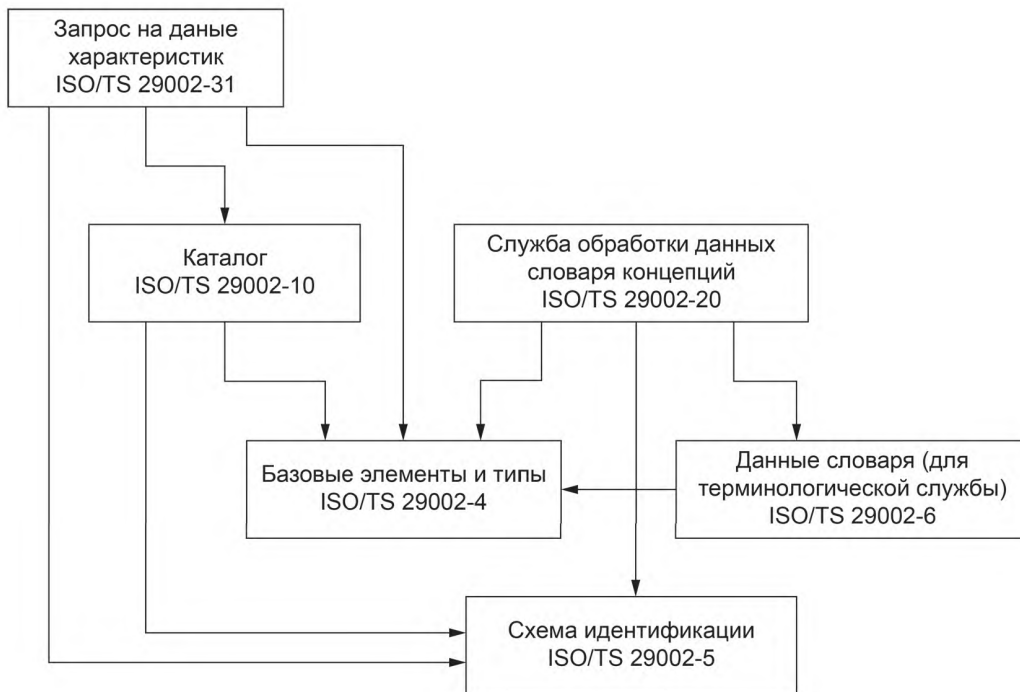 Запрос на даные
характеристик
ISO/TS 29002-31
Каталог
ISO/TS 29002-10
Служба обработки данных
словаря концепций
ISO/TS 29002-20
Базовые элементы и типы
ISO/TS 29002-4
Данные словаря (для
терминологической службы)
ISO/TS 29002-6
Схема идентификации
ISO/TS 29002-5